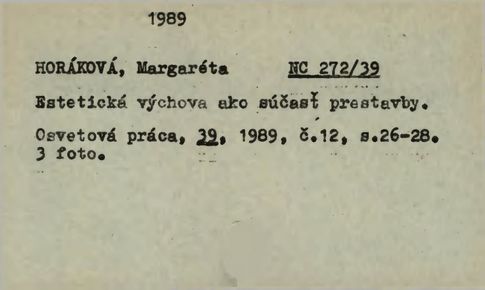 1989
HORÁKOVÁ, Margaréta NC 272/39
Estetická výchova ako súčasť prestavby.
Osvetová práca, 39, 1989, č.12, s.26-28.
3 foto.